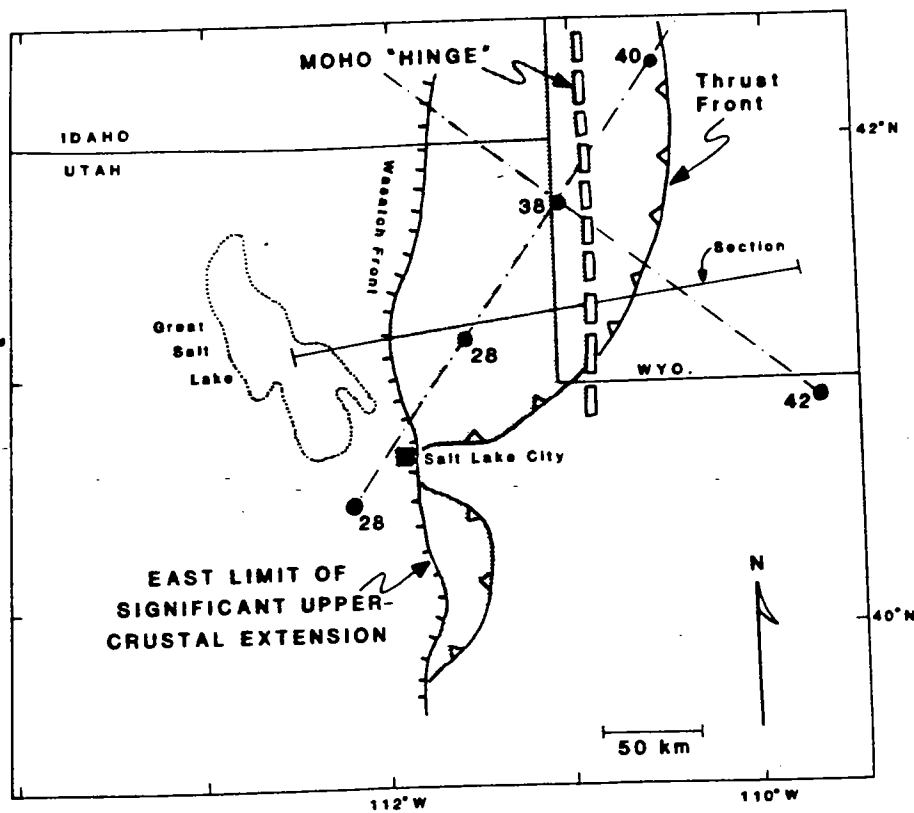 MOHO "HINGE"
40
Thrust
Front
42°N
IDAHO
UTAH
Wasatch Front
38
Section
Great
Salt
Lake
28
WYO.
42
Salt Lake City
28
EAST LIMIT OF
SIGNIFICANT UPPER-
CRUSTAL EXTENSION
N
40°N
50 km
112°W
110°W